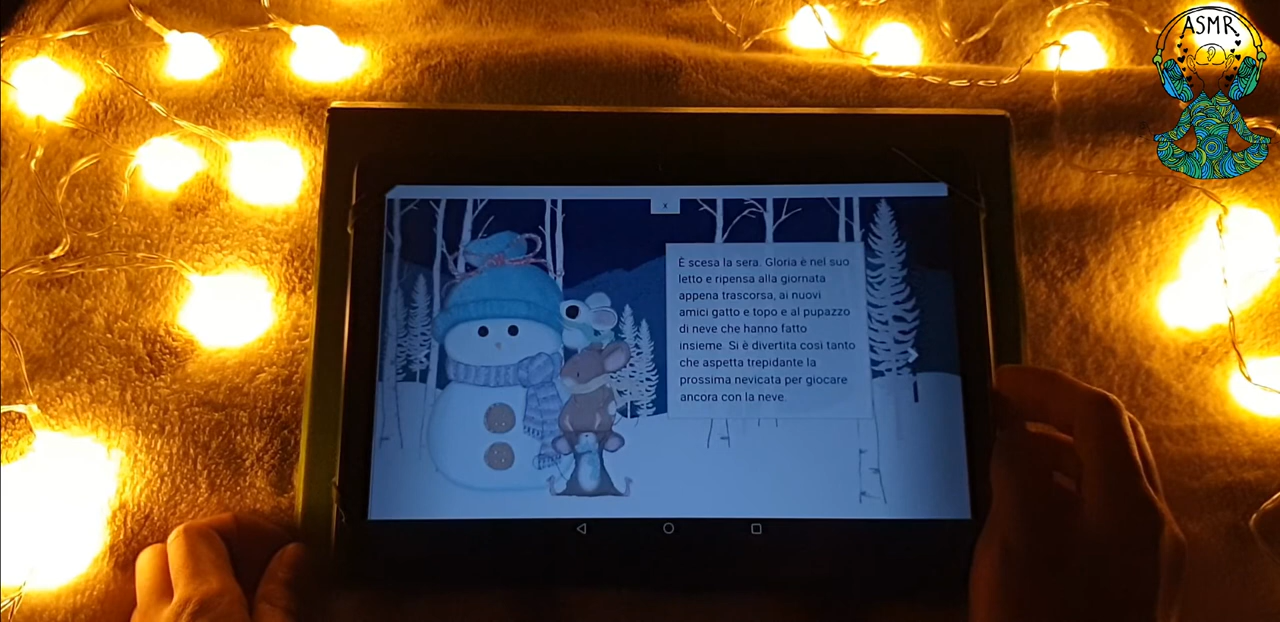 ASMR
x
È scesa la sera. Gloria è nel suo
letto e ripensa alla giornata
appena trascorsa, ai nuovi
amici gatto e topo e al pupazzo
di neve che hanno fatto
insieme. Si è divertita così tanto
che aspetta trepidante la
prossima nevicata per giocare
ancora con la neve.